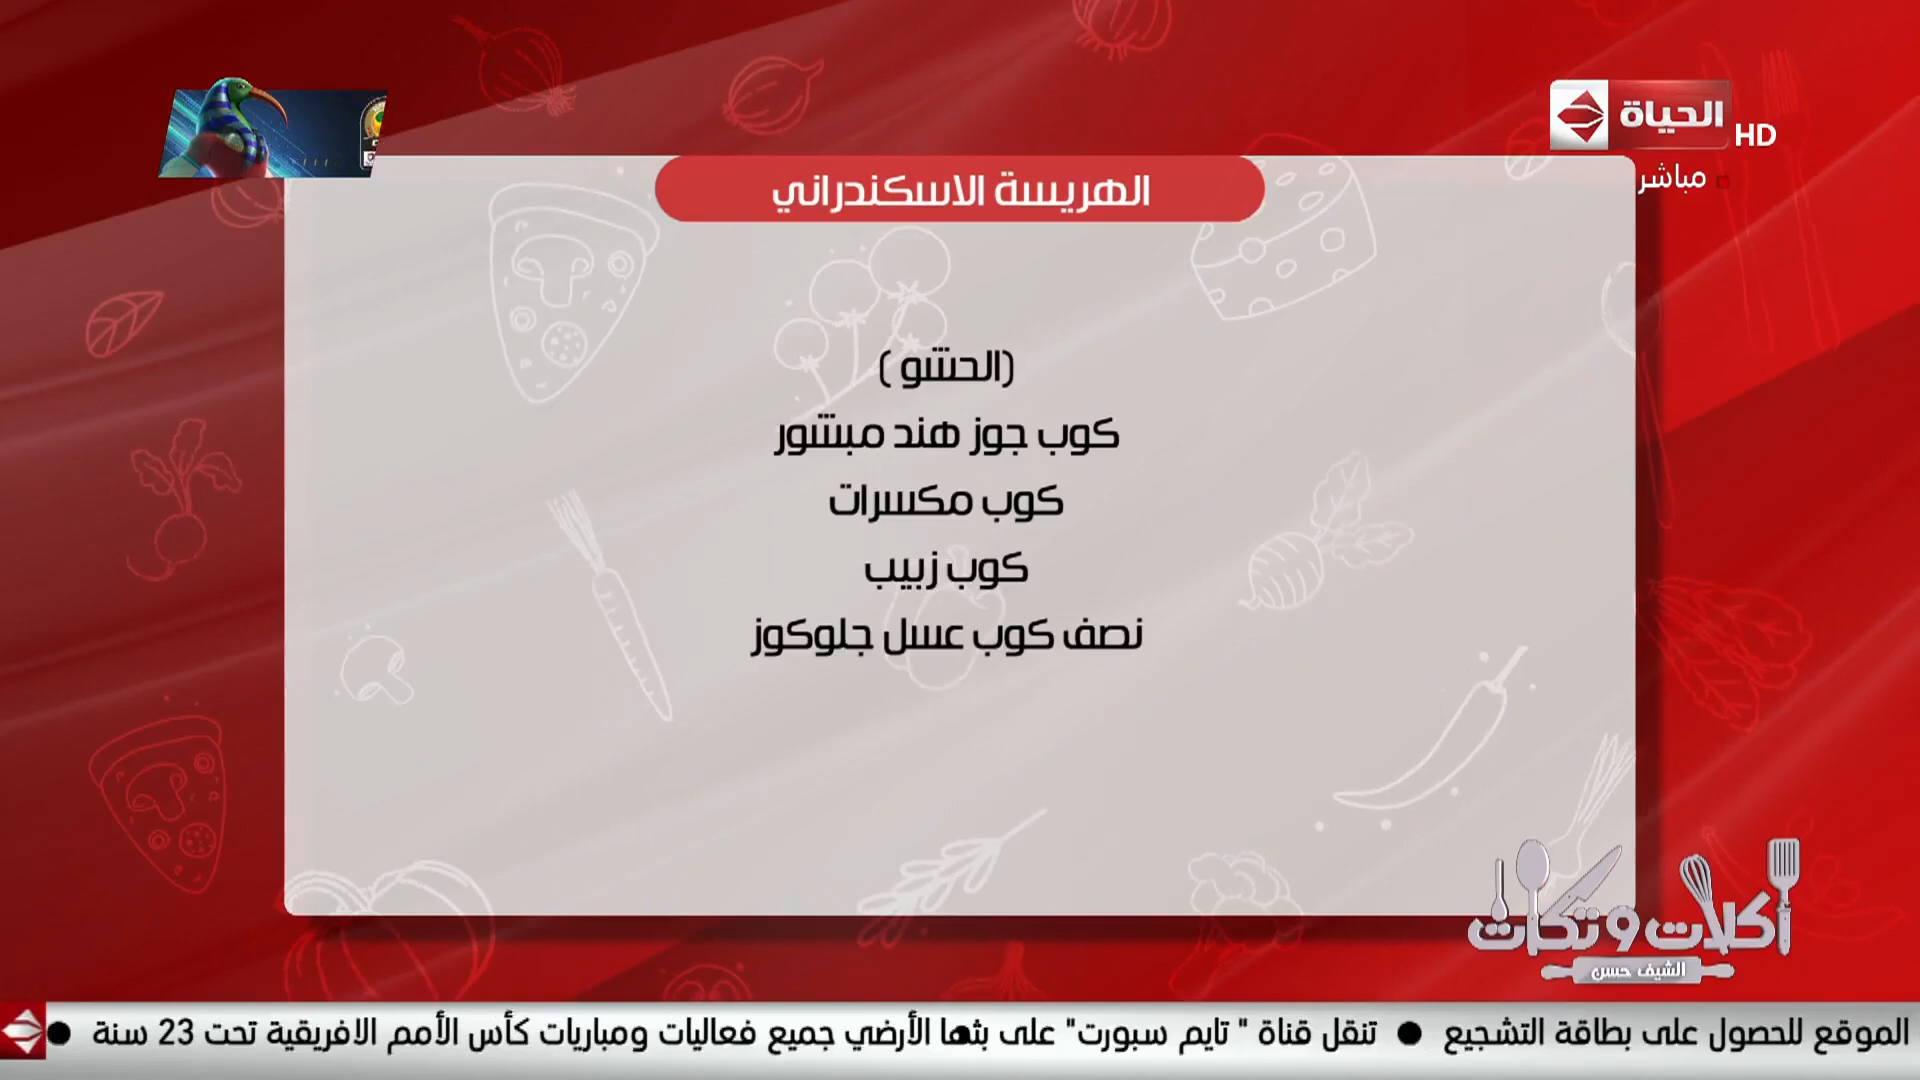 الحياة
HD
مباشر
الهريسة الاسكندراني
(الحشو )
كوب جوز هند مبشور
كوب مكسرات
كوب زبيب
نصف كوب عسل جلوكوز
اكلات وتكات
الشيف حسن
الموقع للحصول على بطاقة التشجيع ● تنقل قناة " تايم سبورت" على بثها الأرضي جميع فعاليات ومباريات كأس الأمم الافريقية تحت 23 سنة ●